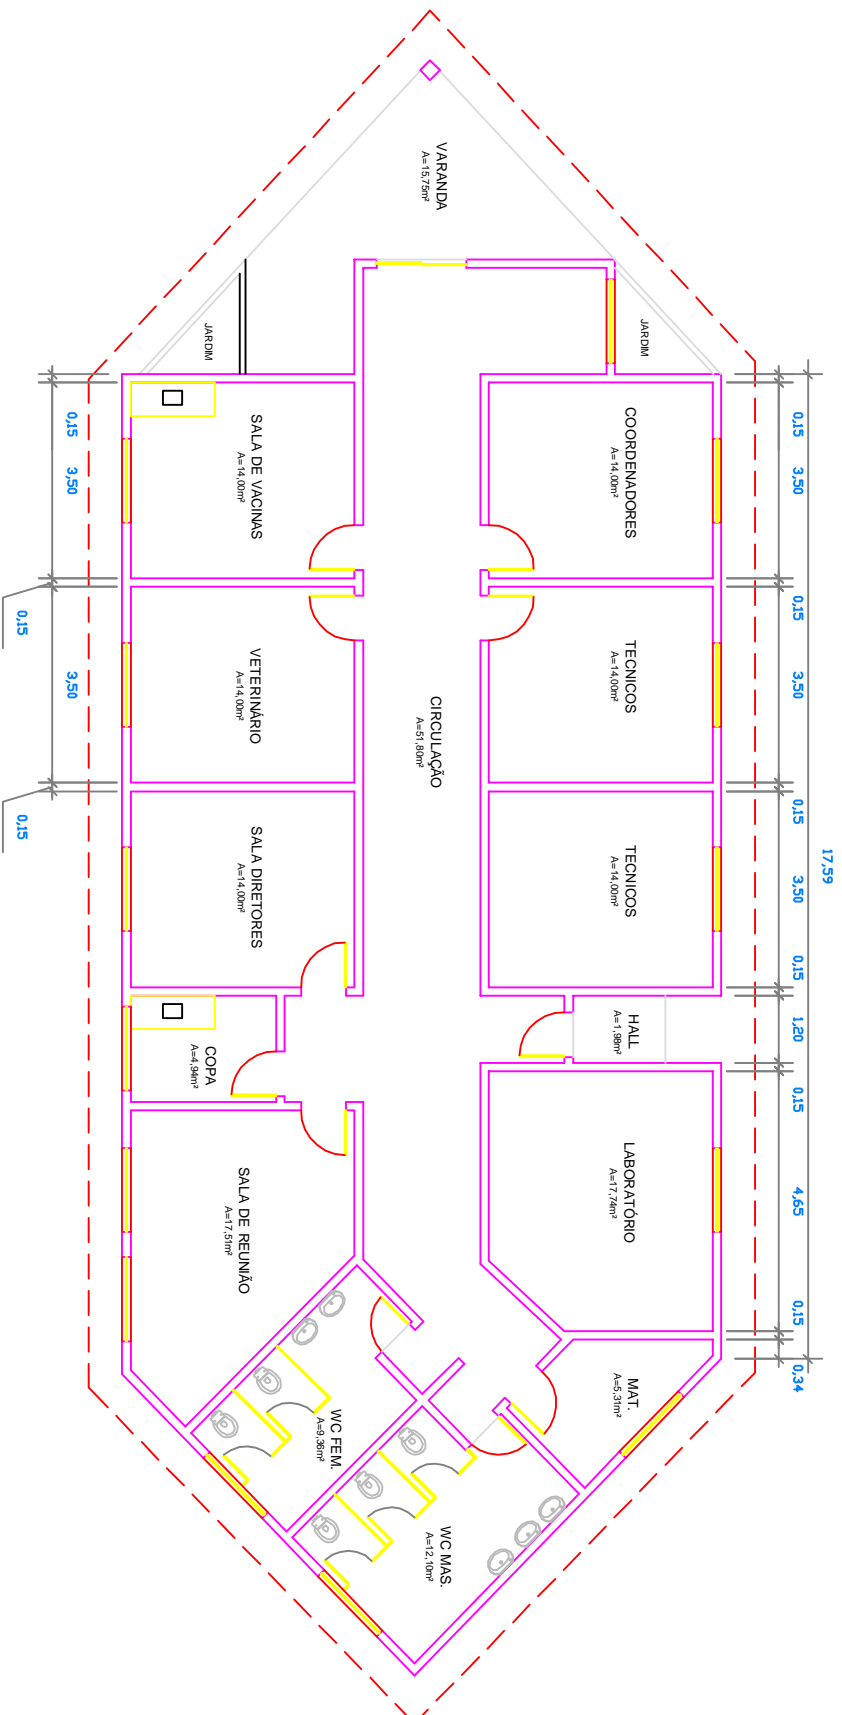 17,59
0,15
3,50
0,15
3,50
0,15
3,50
0,15
1,20
0,15
4,65
0,15
0,34
JARDIM
COORDENADORES
A=14,00m²
TECNICOS
A=14,00m²
TECNICOS
A=14,00m²
HALL
A=1,98m²
LABORATÓRIO
A=17,74m²
MAT.
A=5,31m²
VARANDA
A=15,75m²
CIRCULAÇÃO
A=51,80m²
WC MAS.
A=12,10m²
WC FEM.
A=9,36m²
JARDIM
SALA DE VACINAS
A=14,00m²
VETERINÁRIO
A=14,00m²
SALA DIRETORES
A=14,00m²
COPA
A=4,94m²
SALA DE REUNIÃO
A=17,51m²
0,15
3,50
3,50
0,15
0,15